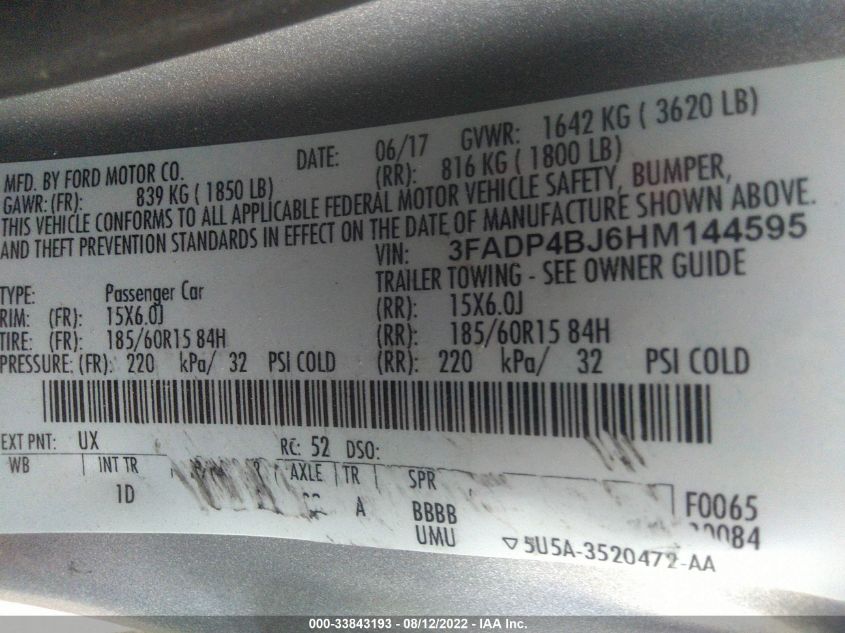 MFD. BY FORD MOTOR CO. DATE: 06/17 GVWR: 1642 KG ( 3620 LB)
GAWR: (FR): 839 KG ( 1850 LB) (RR): 816 KG ( 1800 LB)
THIS VEHICLE CONFORMS TO ALL APPLICABLE FEDERAL MOTOR VEHICLE SAFETY, BUMPER,
AND THEFT PREVENTION STANDARDS IN EFFECT ON THE DATE OF MANUFACTURE SHOWN ABOVE.
VIN: 3FADP4BJ6HM144595
TYPE: Passenger Car TRAILER TOWING - SEE OWNER GUIDE
RIM: (FR): 15X6.0J (RR): 15X6.0J
TIRE: (FR): 185/60R15 84H (RR): 185/60R15 84H
PRESSURE: (FR): 220 kPa/ 32 PSI COLD (RR): 220 kPa/ 32 PSI COLD
EXT PNT: UX RC: 52 DSO:
WB INT TR AXLE TR SPR
1D A BBBB F0065
UMU 084
▽5U5A-3520472-AA
000-33843193 - 08/12/2022 - IAA Inc.